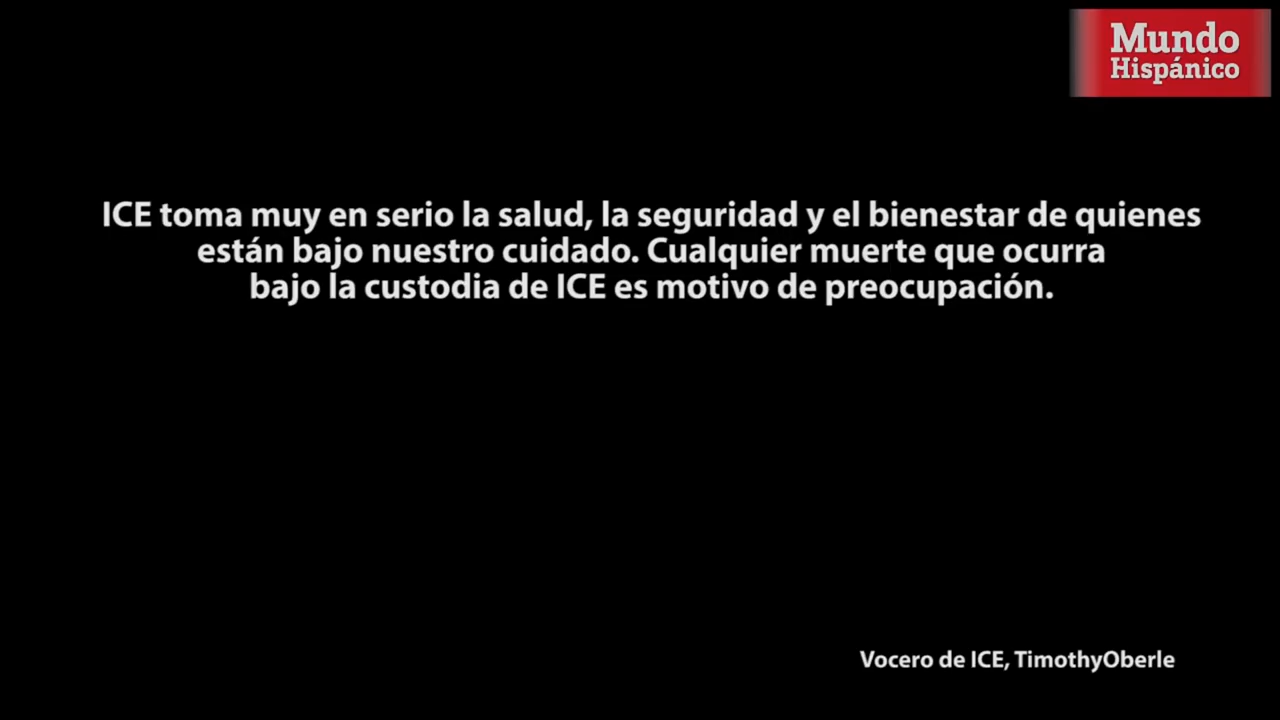 Mundo
Hispánico
ICE toma muy en serio la salud, la seguridad y el bienestar de quienes
están bajo nuestro cuidado. Cualquier muerte que ocurra
bajo la custodia de ICE es motivo de preocupación.
Vocero de ICE, TimothyOberle